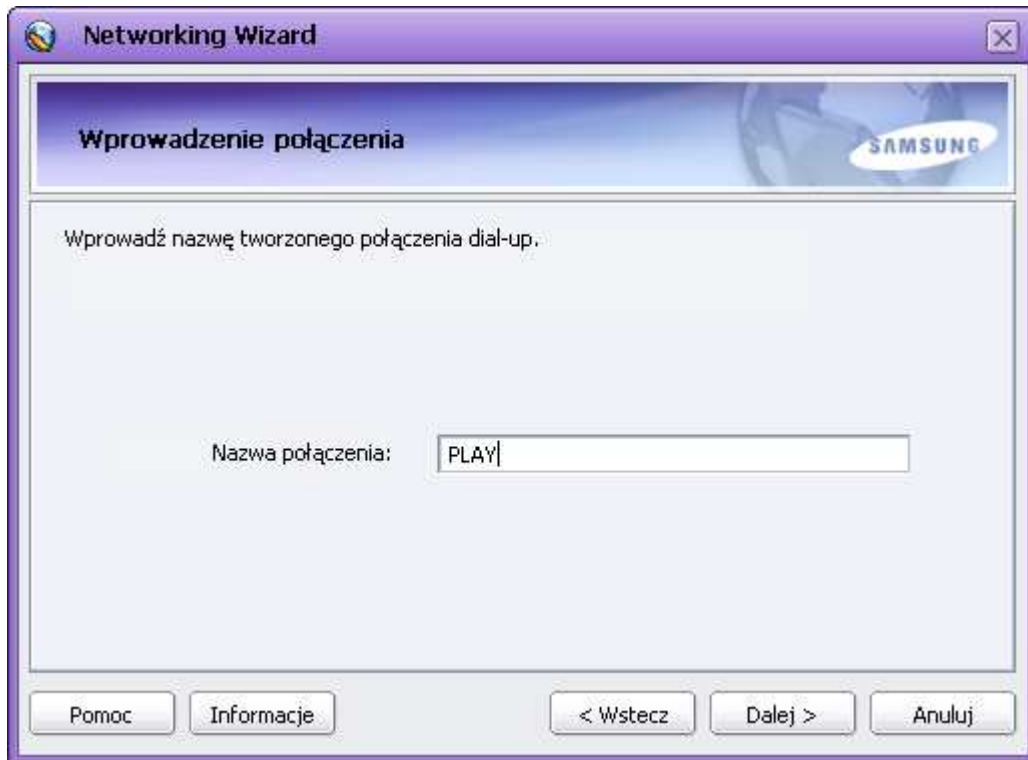 Networking Wizard
Wprowadzenie połączenia
SAMSUNG
Wprowadź nazwę tworzonego połączenia dial-up.
Nazwa połączenia: PLAY
Pomoc Informacje < Wstecz Dalej > Anuluj